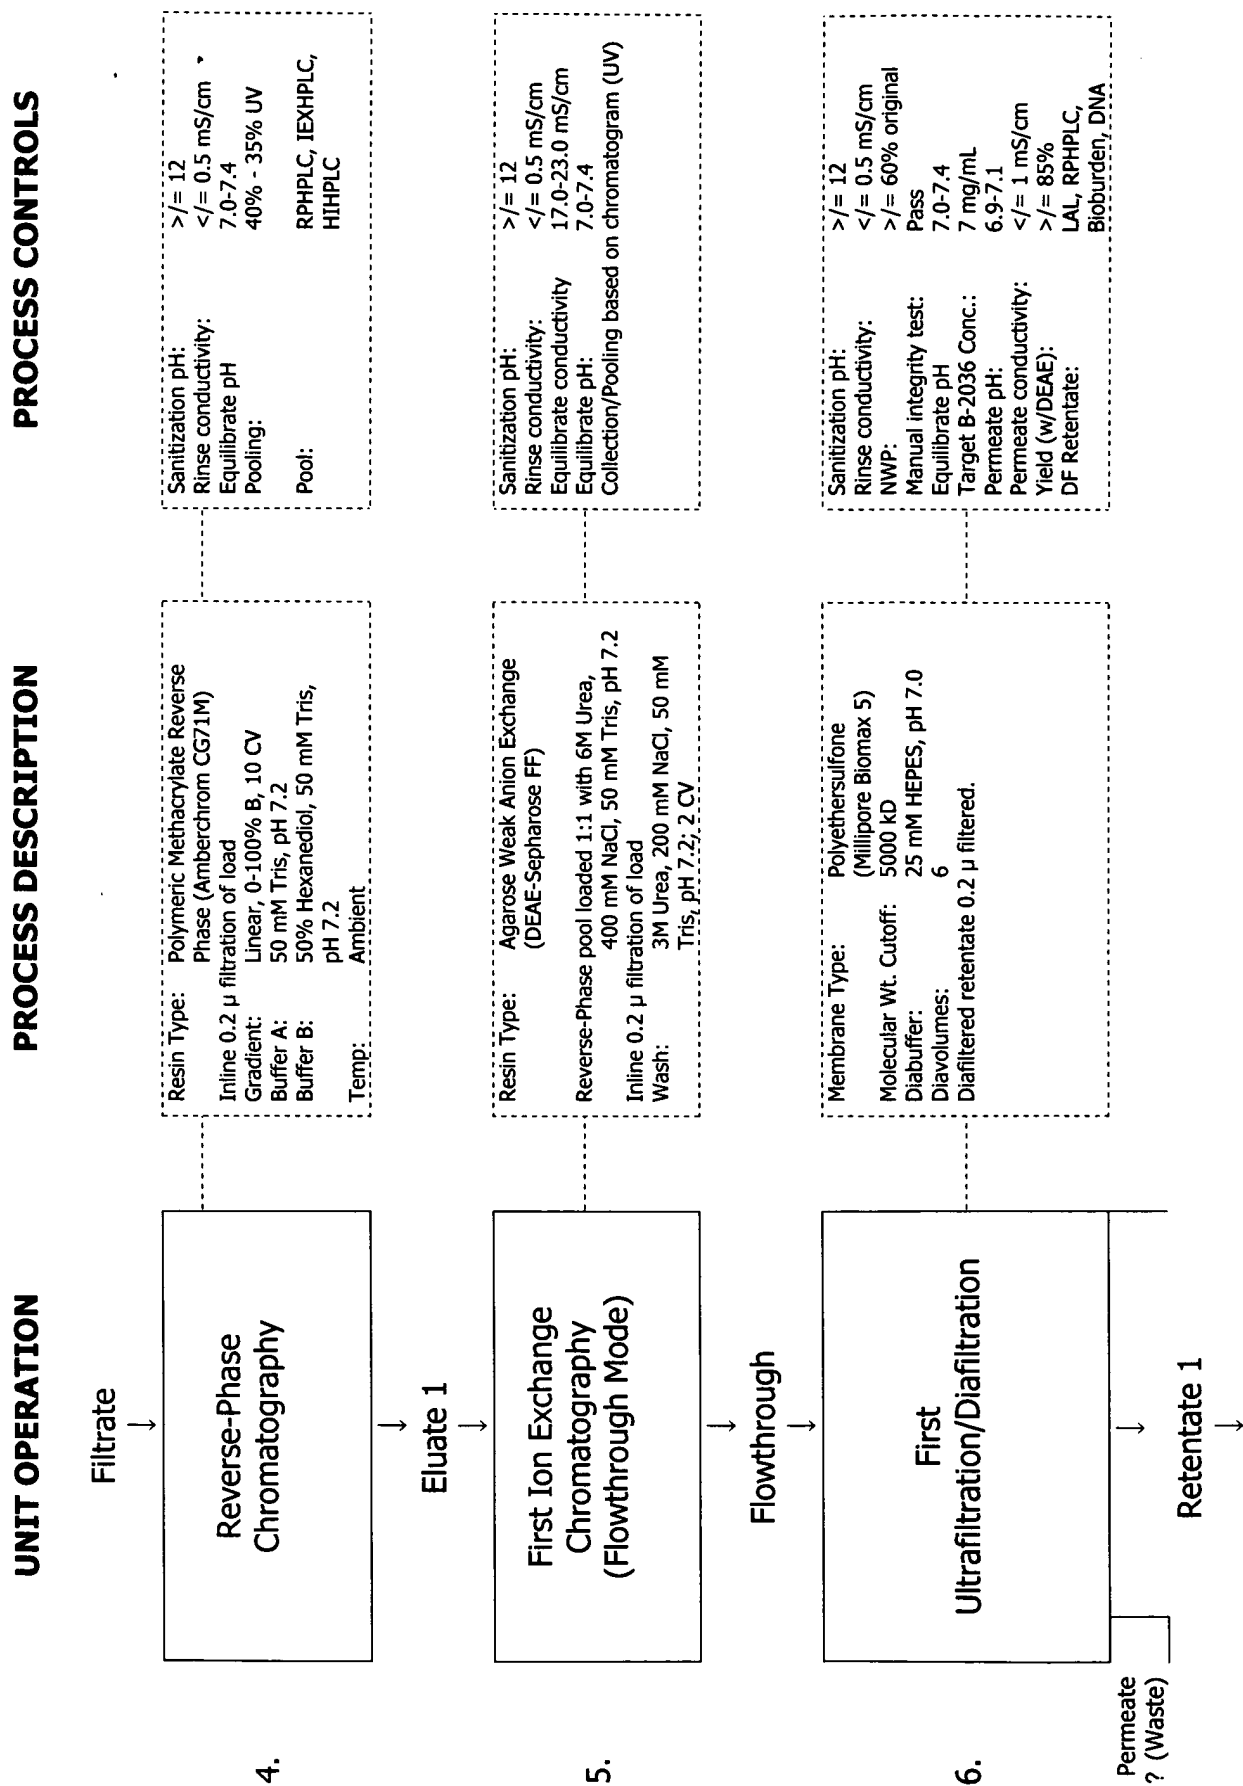 UNIT OPERATION
PROCESS DESCRIPTION
PROCESS CONTROLS
Filtrate
4.
Reverse-Phase
Chromatography
Resin Type: Polymeric Methacrylate Reverse
Phase (Amberchrom CG71M)
Inline 0.2 µ filtration of load
Gradient: Linear, 0-100% B, 10 CV
Buffer A: 50 mM Tris, pH 7.2
Buffer B: 50% Hexanediol, 50 mM Tris,
pH 7.2
Temp: Ambient
Sanitization pH: >/= 12
Rinse conductivity: </= 0.5 mS/cm
Equilibrate pH 7.0-7.4
Pooling: 40% - 35% UV
Pool: RPHPLC, IEXHPLC,
HIHPLC
Eluate 1
5.
First Ion Exchange
Chromatography
(Flowthrough Mode)
Resin Type: Agarose Weak Anion Exchange
(DEAE-Sepharose FF)
Reverse-Phase pool loaded 1:1 with 6M Urea,
400 mM NaCl, 50 mM Tris, pH 7.2
Inline 0.2 µ filtration of load
Wash: 3M Urea, 200 mM NaCl, 50 mM
Tris, pH 7.2; 2 CV
Sanitization pH: >/= 12
Rinse conductivity: </= 0.5 mS/cm
Equilibrate conductivity 17.0-23.0 mS/cm
Equilibrate pH: 7.0-7.4
Collection/Pooling based on chromatogram (UV)
Flowthrough
6.
First
Ultrafiltration/Diafiltration
Membrane Type: Polyethersulfone
(Millipore Biomax 5)
Molecular Wt. Cutoff: 5000 kD
Diabuffer: 25 mM HEPES, pH 7.0
Diavolumes: 6
Diafiltered retentate 0.2 µ filtered.
Sanitization pH: >/= 12
Rinse conductivity: </= 0.5 mS/cm
NWP: >/= 60% original
Manual integrity test: Pass
Equilibrate pH 7.0-7.4
Target B-2036 Conc.: 7 mg/mL
Permeate pH: 6.9-7.1
Permeate conductivity: </= 1 mS/cm
Yield (w/DEAE): >/= 85%
DF Retentate: LAL, RPHPLC,
Bioburden, DNA
Permeate
? (Waste)
Retentate 1